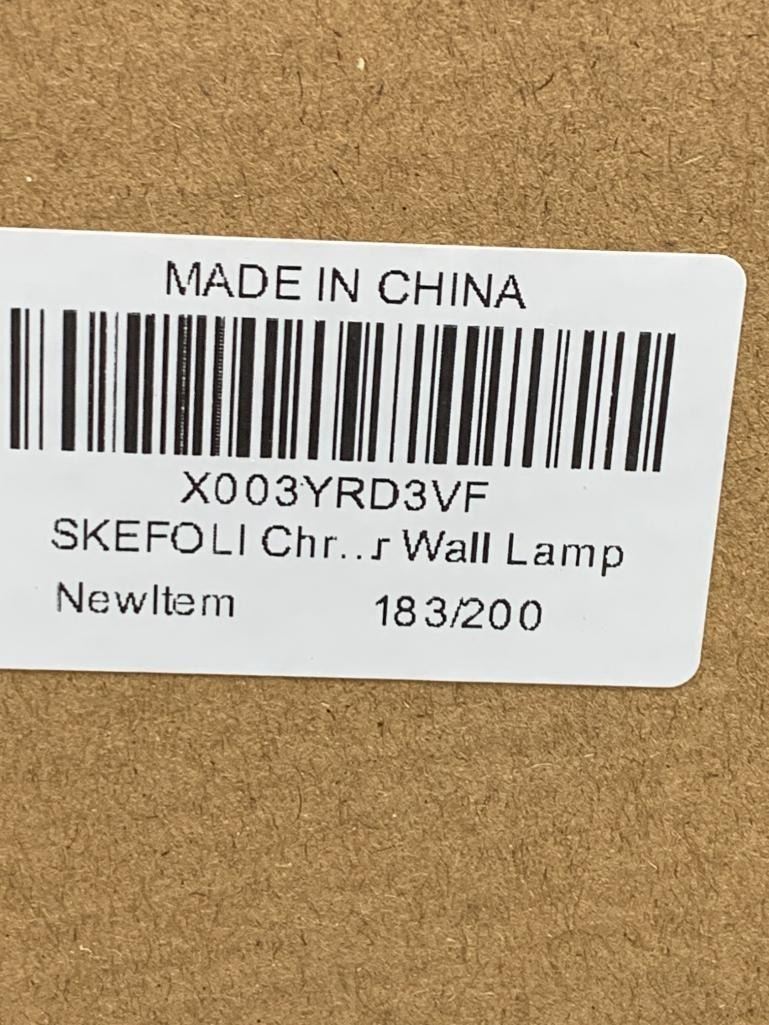 MADE IN CHINA
X003YRD3VF
SKEFOLI Chr...r Wall Lamp
NewItem 183/200